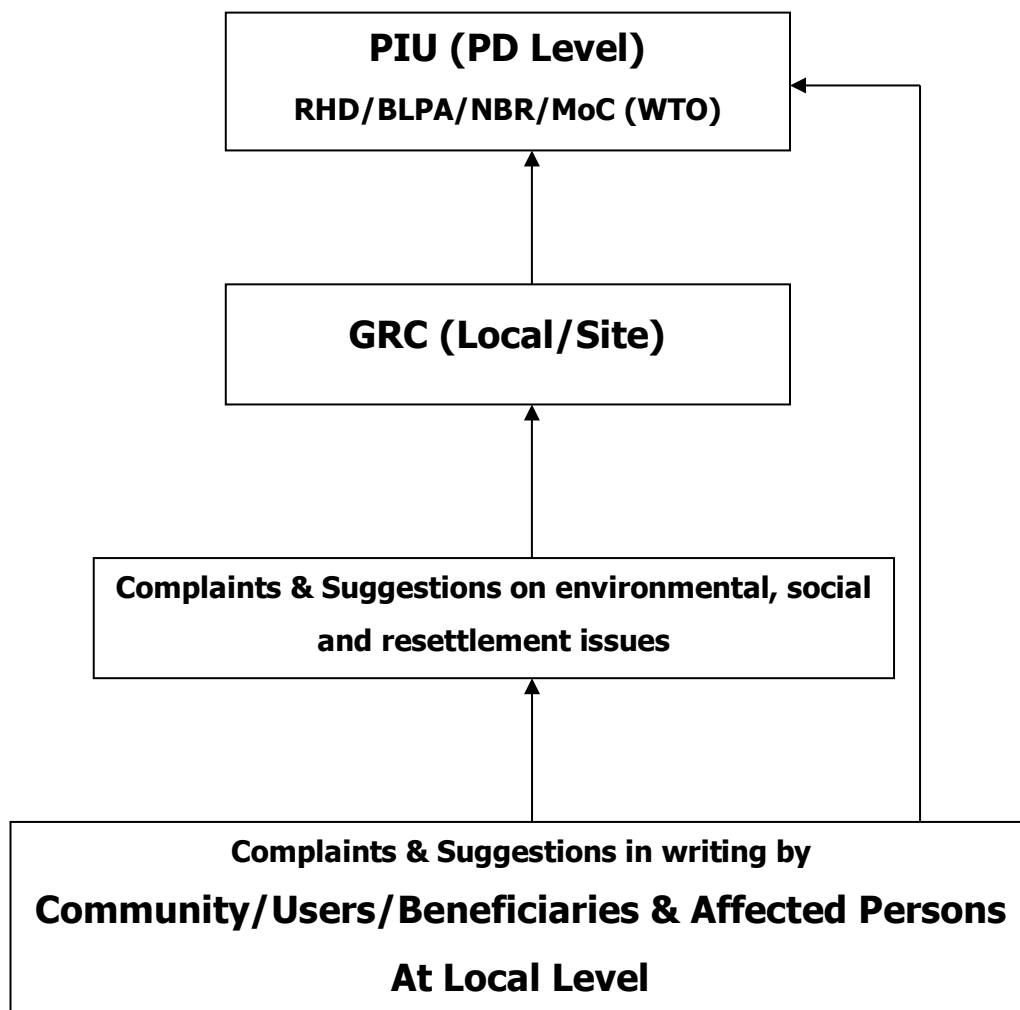 PIU (PD Level)
RHD/BLPA/NBR/MoC (WTO)
GRC (Local/Site)
Complaints & Suggestions on environmental, social
and resettlement issues
Complaints & Suggestions in writing by
Community/Users/Beneficiaries & Affected Persons
At Local Level